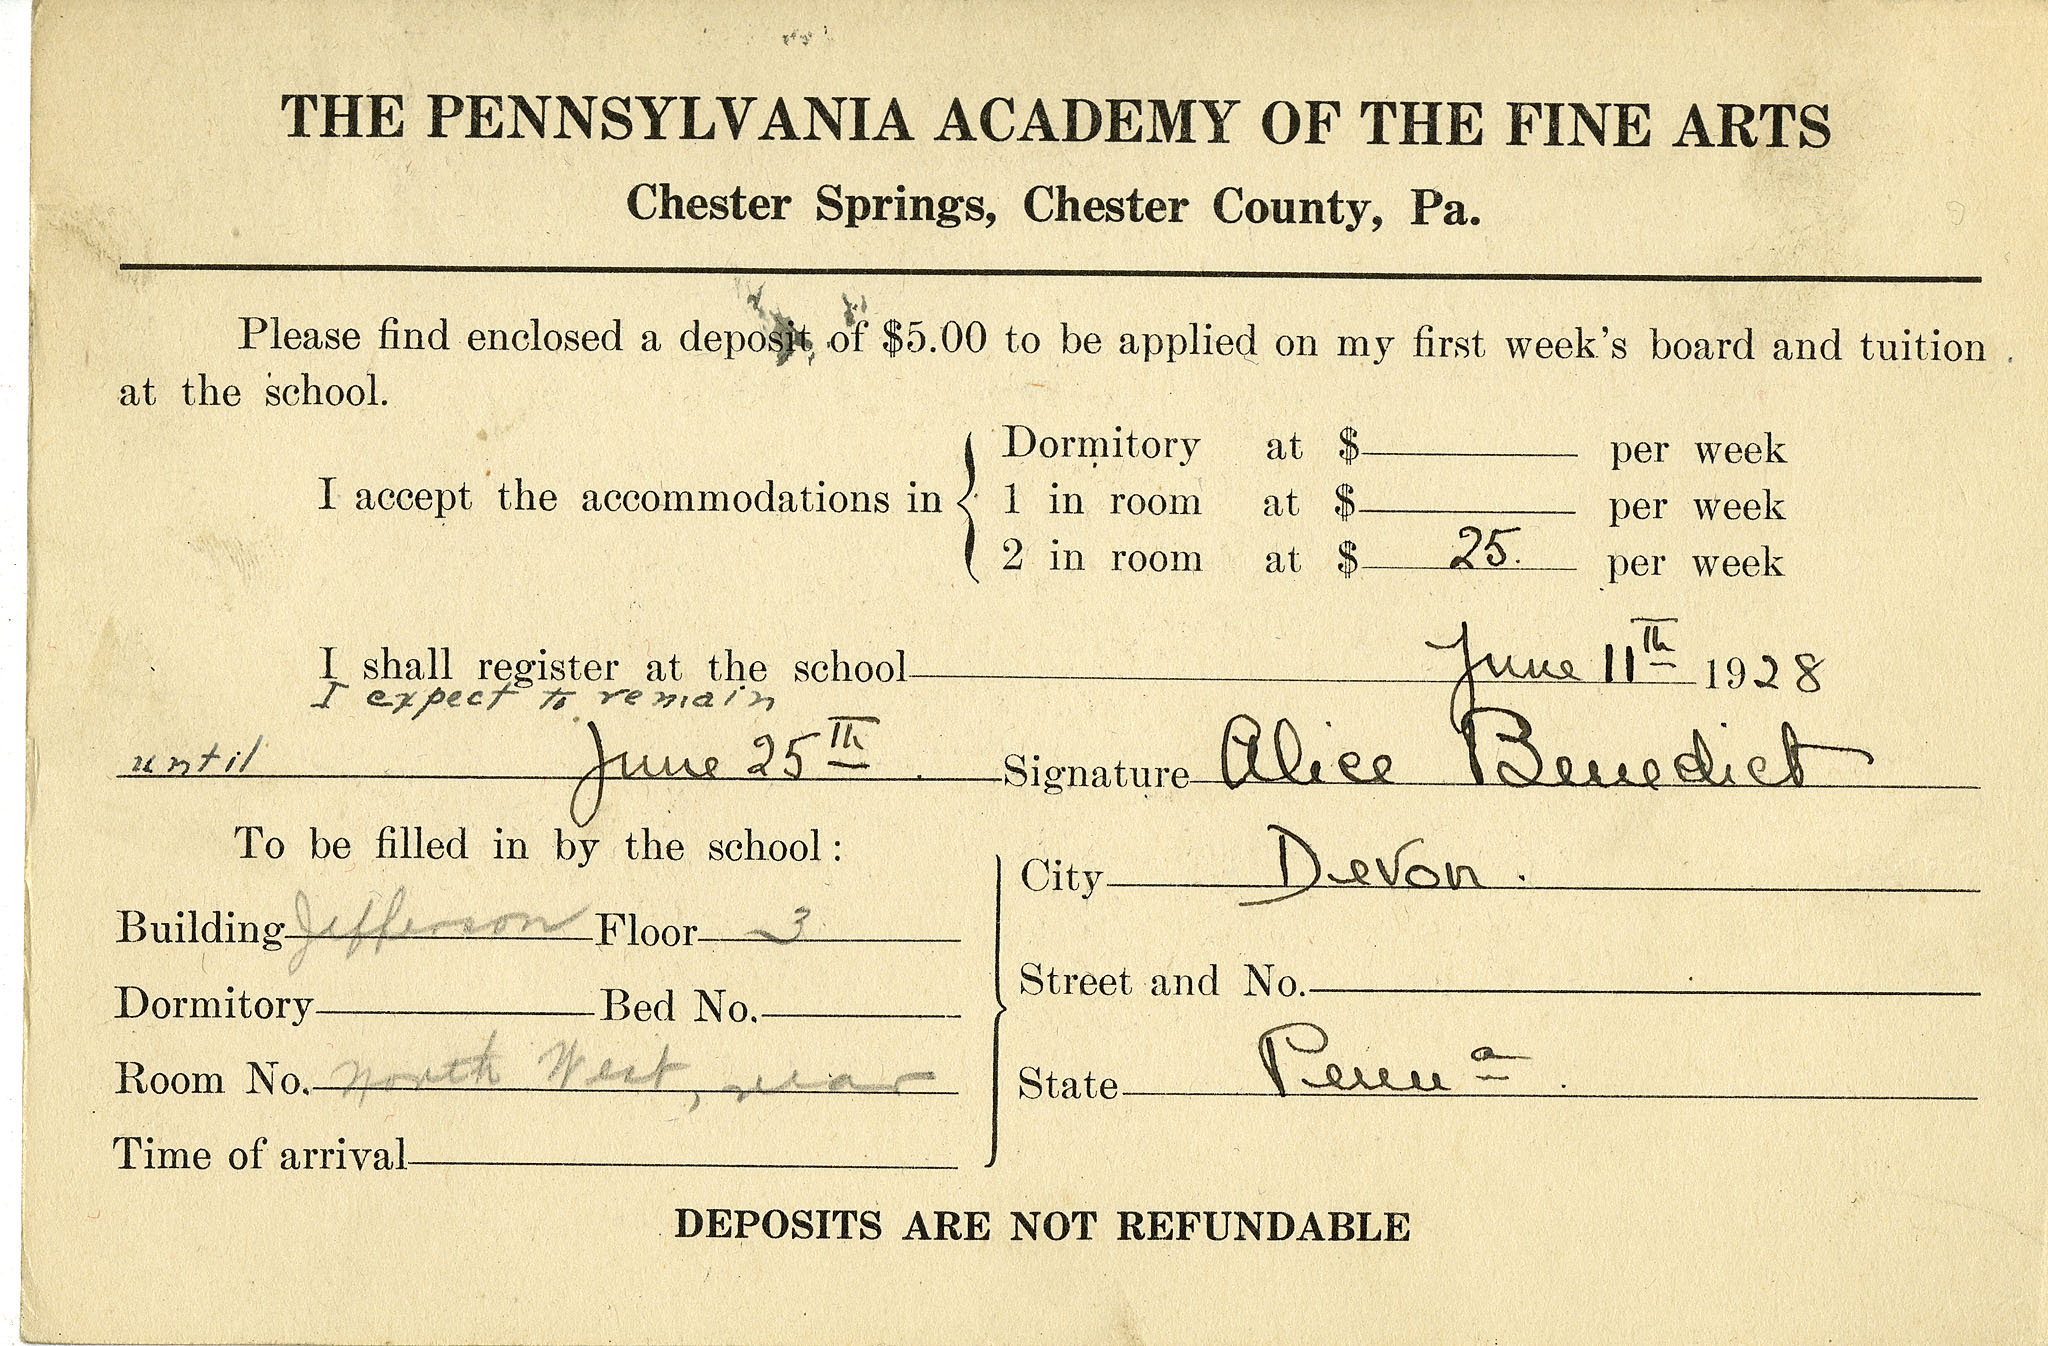 THE PENNSYLVANIA ACADEMY OF THE FINE ARTS
Chester Springs, Chester County, Pa.
Please find enclosed a deposit of $5.00 to be applied on my first week's board and tuition
at the school.
I accept the accommodations in
Dormitory at $ per week
1 in room at $ per week
2 in room at $ 25. per week
I shall register at the school June 11th 1928
I expect to remain
until June 25th
Signature Alice Benedict
To be filled in by the school:
Building Jefferson Floor 3
Dormitory Bed No.
Room No. North West,
Time of arrival
City Devon.
Street and No.
State Penna.
DEPOSITS ARE NOT REFUNDABLE